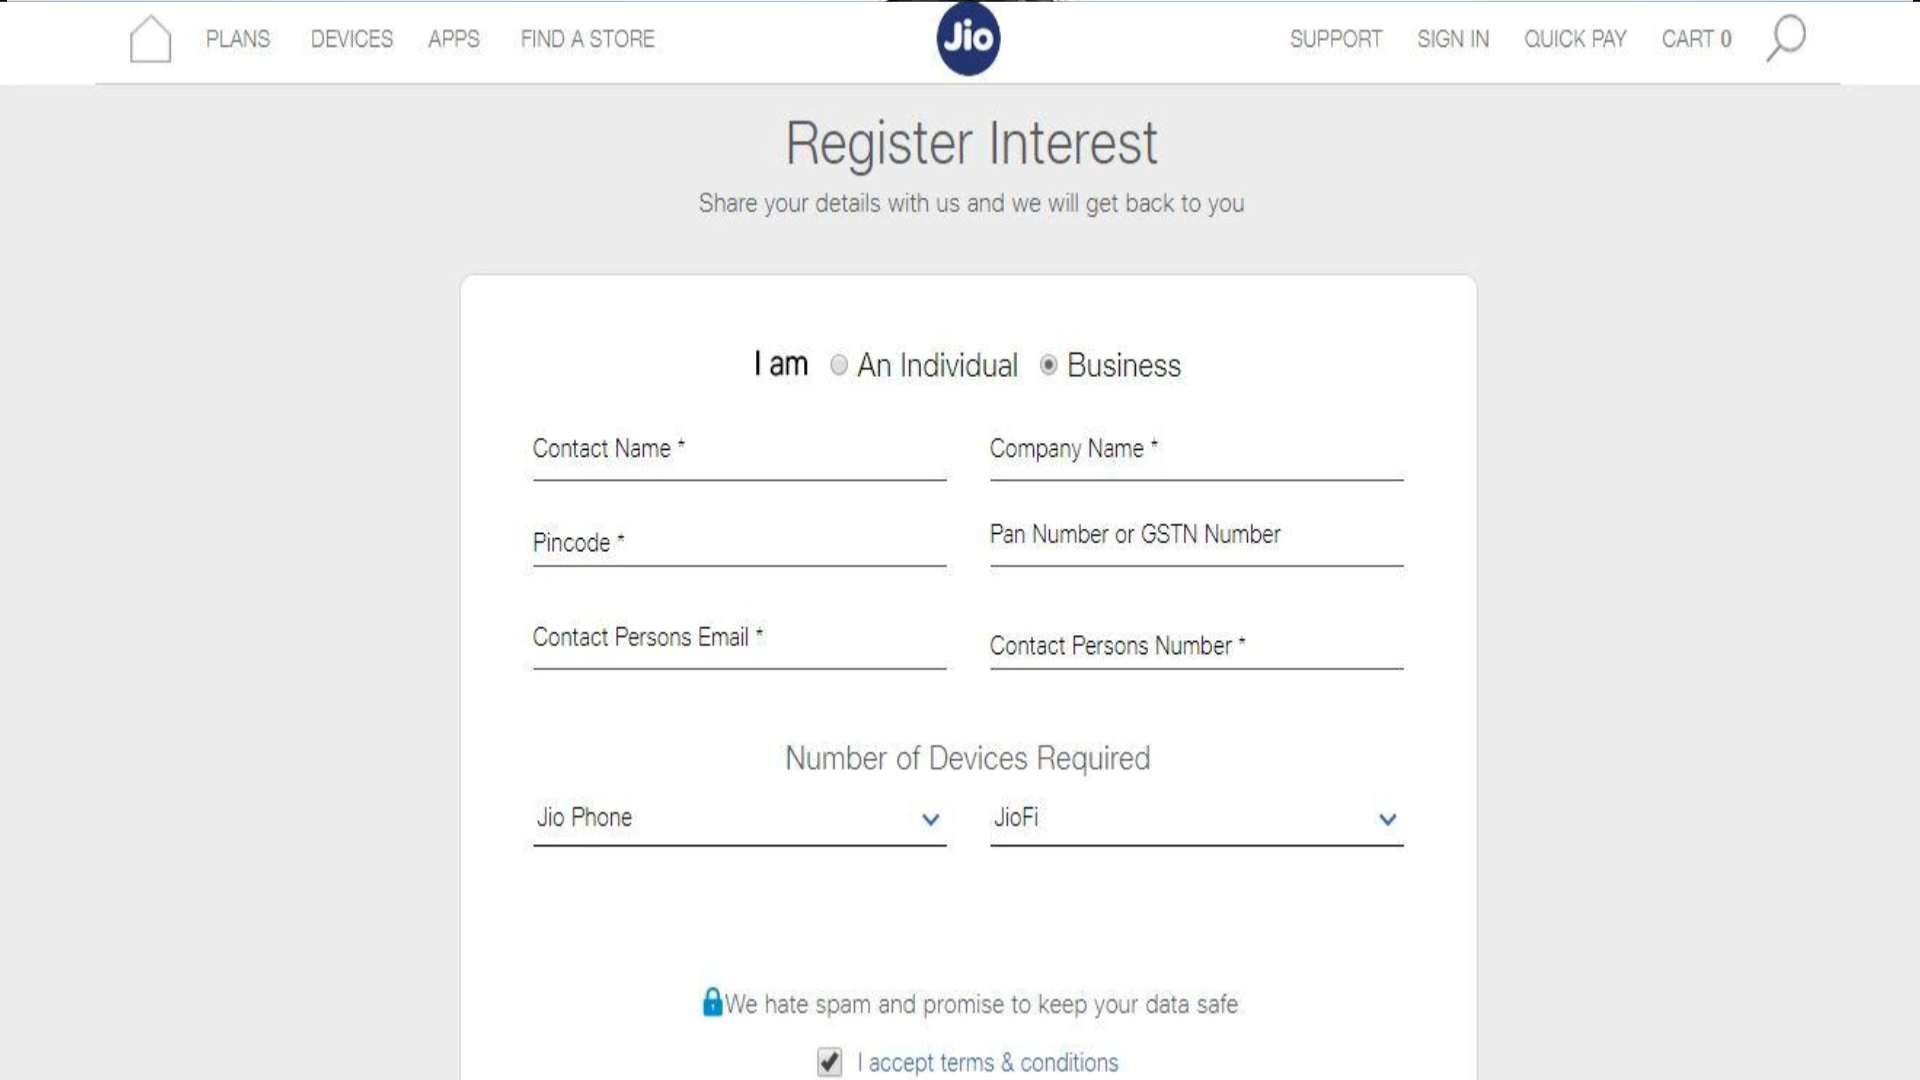 PLANS DEVICES APPS FIND A STORE Jio SUPPORT SIGN IN QUICK PAY CART 0
Register Interest
Share your details with us and we will get back to you
I am An Individual Business
Contact Name * Company Name *
Pincode * Pan Number or GSTN Number
Contact Persons Email * Contact Persons Number *
Number of Devices Required
Jio Phone JioFi
We hate spam and promise to keep your data safe
I accept terms & conditions